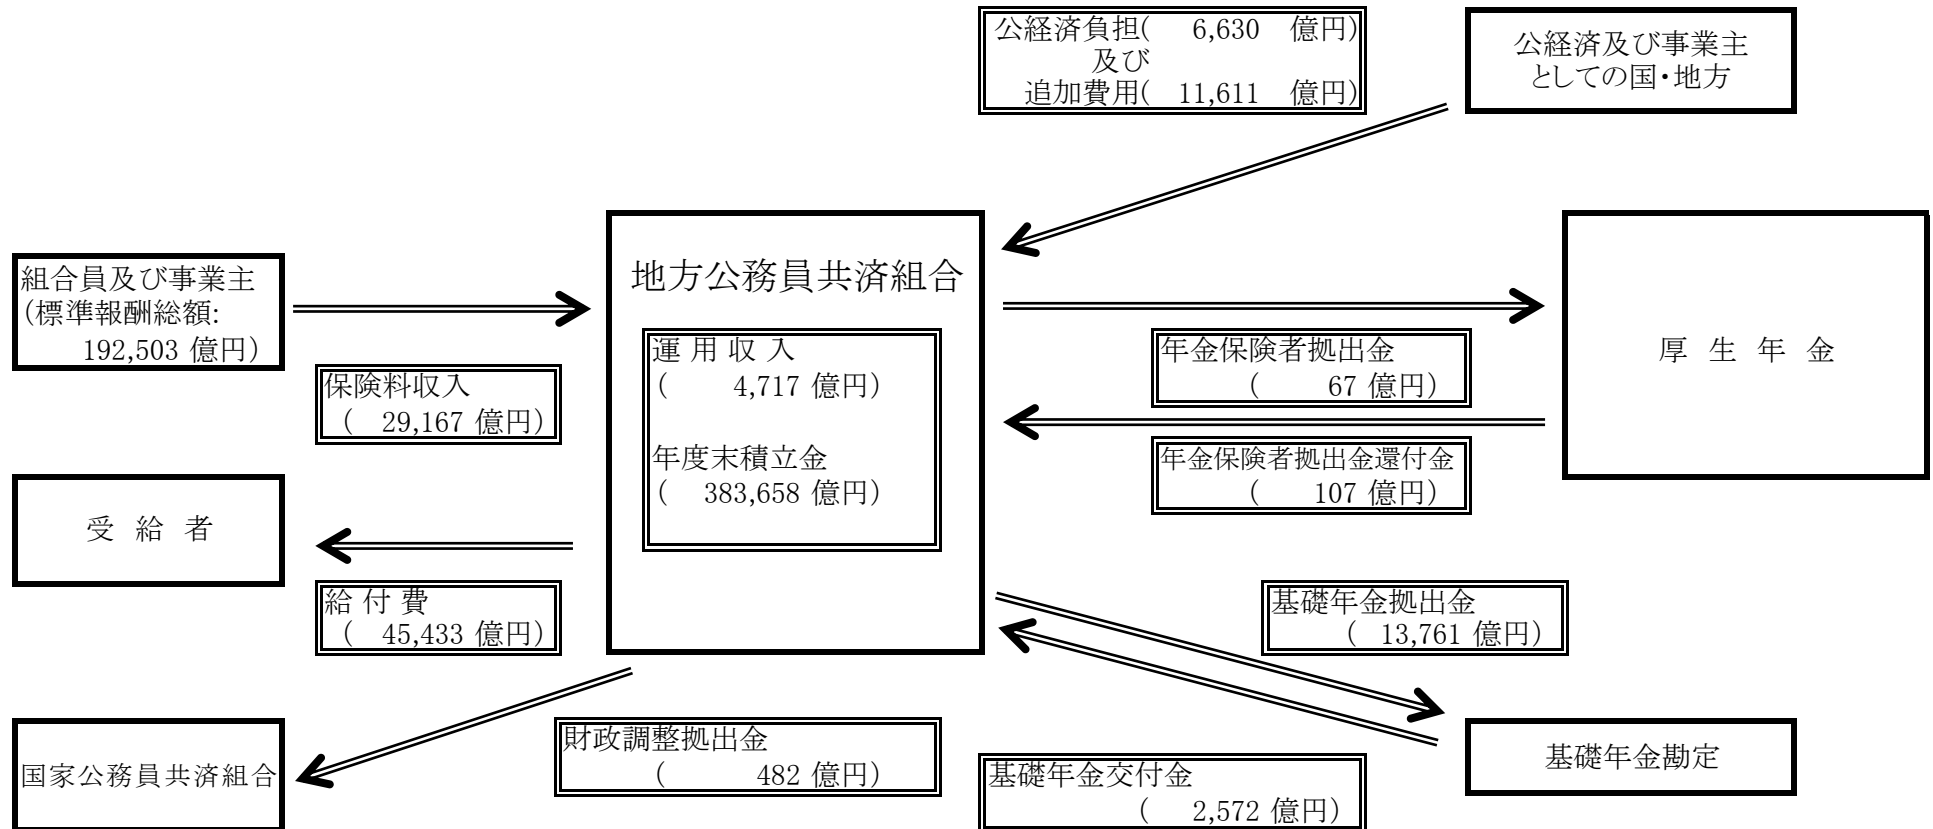 公経済負担( 6,630 億円)
及び
追加費用( 11,611 億円)
公経済及び事業主
としての国・地方
組合員及び事業主
(標準報酬総額:
192,503 億円)
保険料収入
( 29,167 億円)
地方公務員共済組合
運 用 収 入
( 4,717 億円)
年度末積立金
( 383,658 億円)
年金保険者拠出金
( 67 億円)
年金保険者拠出金還付金
( 107 億円)
厚 生 年 金
受 給 者
給 付 費
( 45,433 億円)
基礎年金拠出金
( 13,761 億円)
国家公務員共済組合
財政調整拠出金
( 482 億円)
基礎年金交付金
( 2,572 億円)
基礎年金勘定